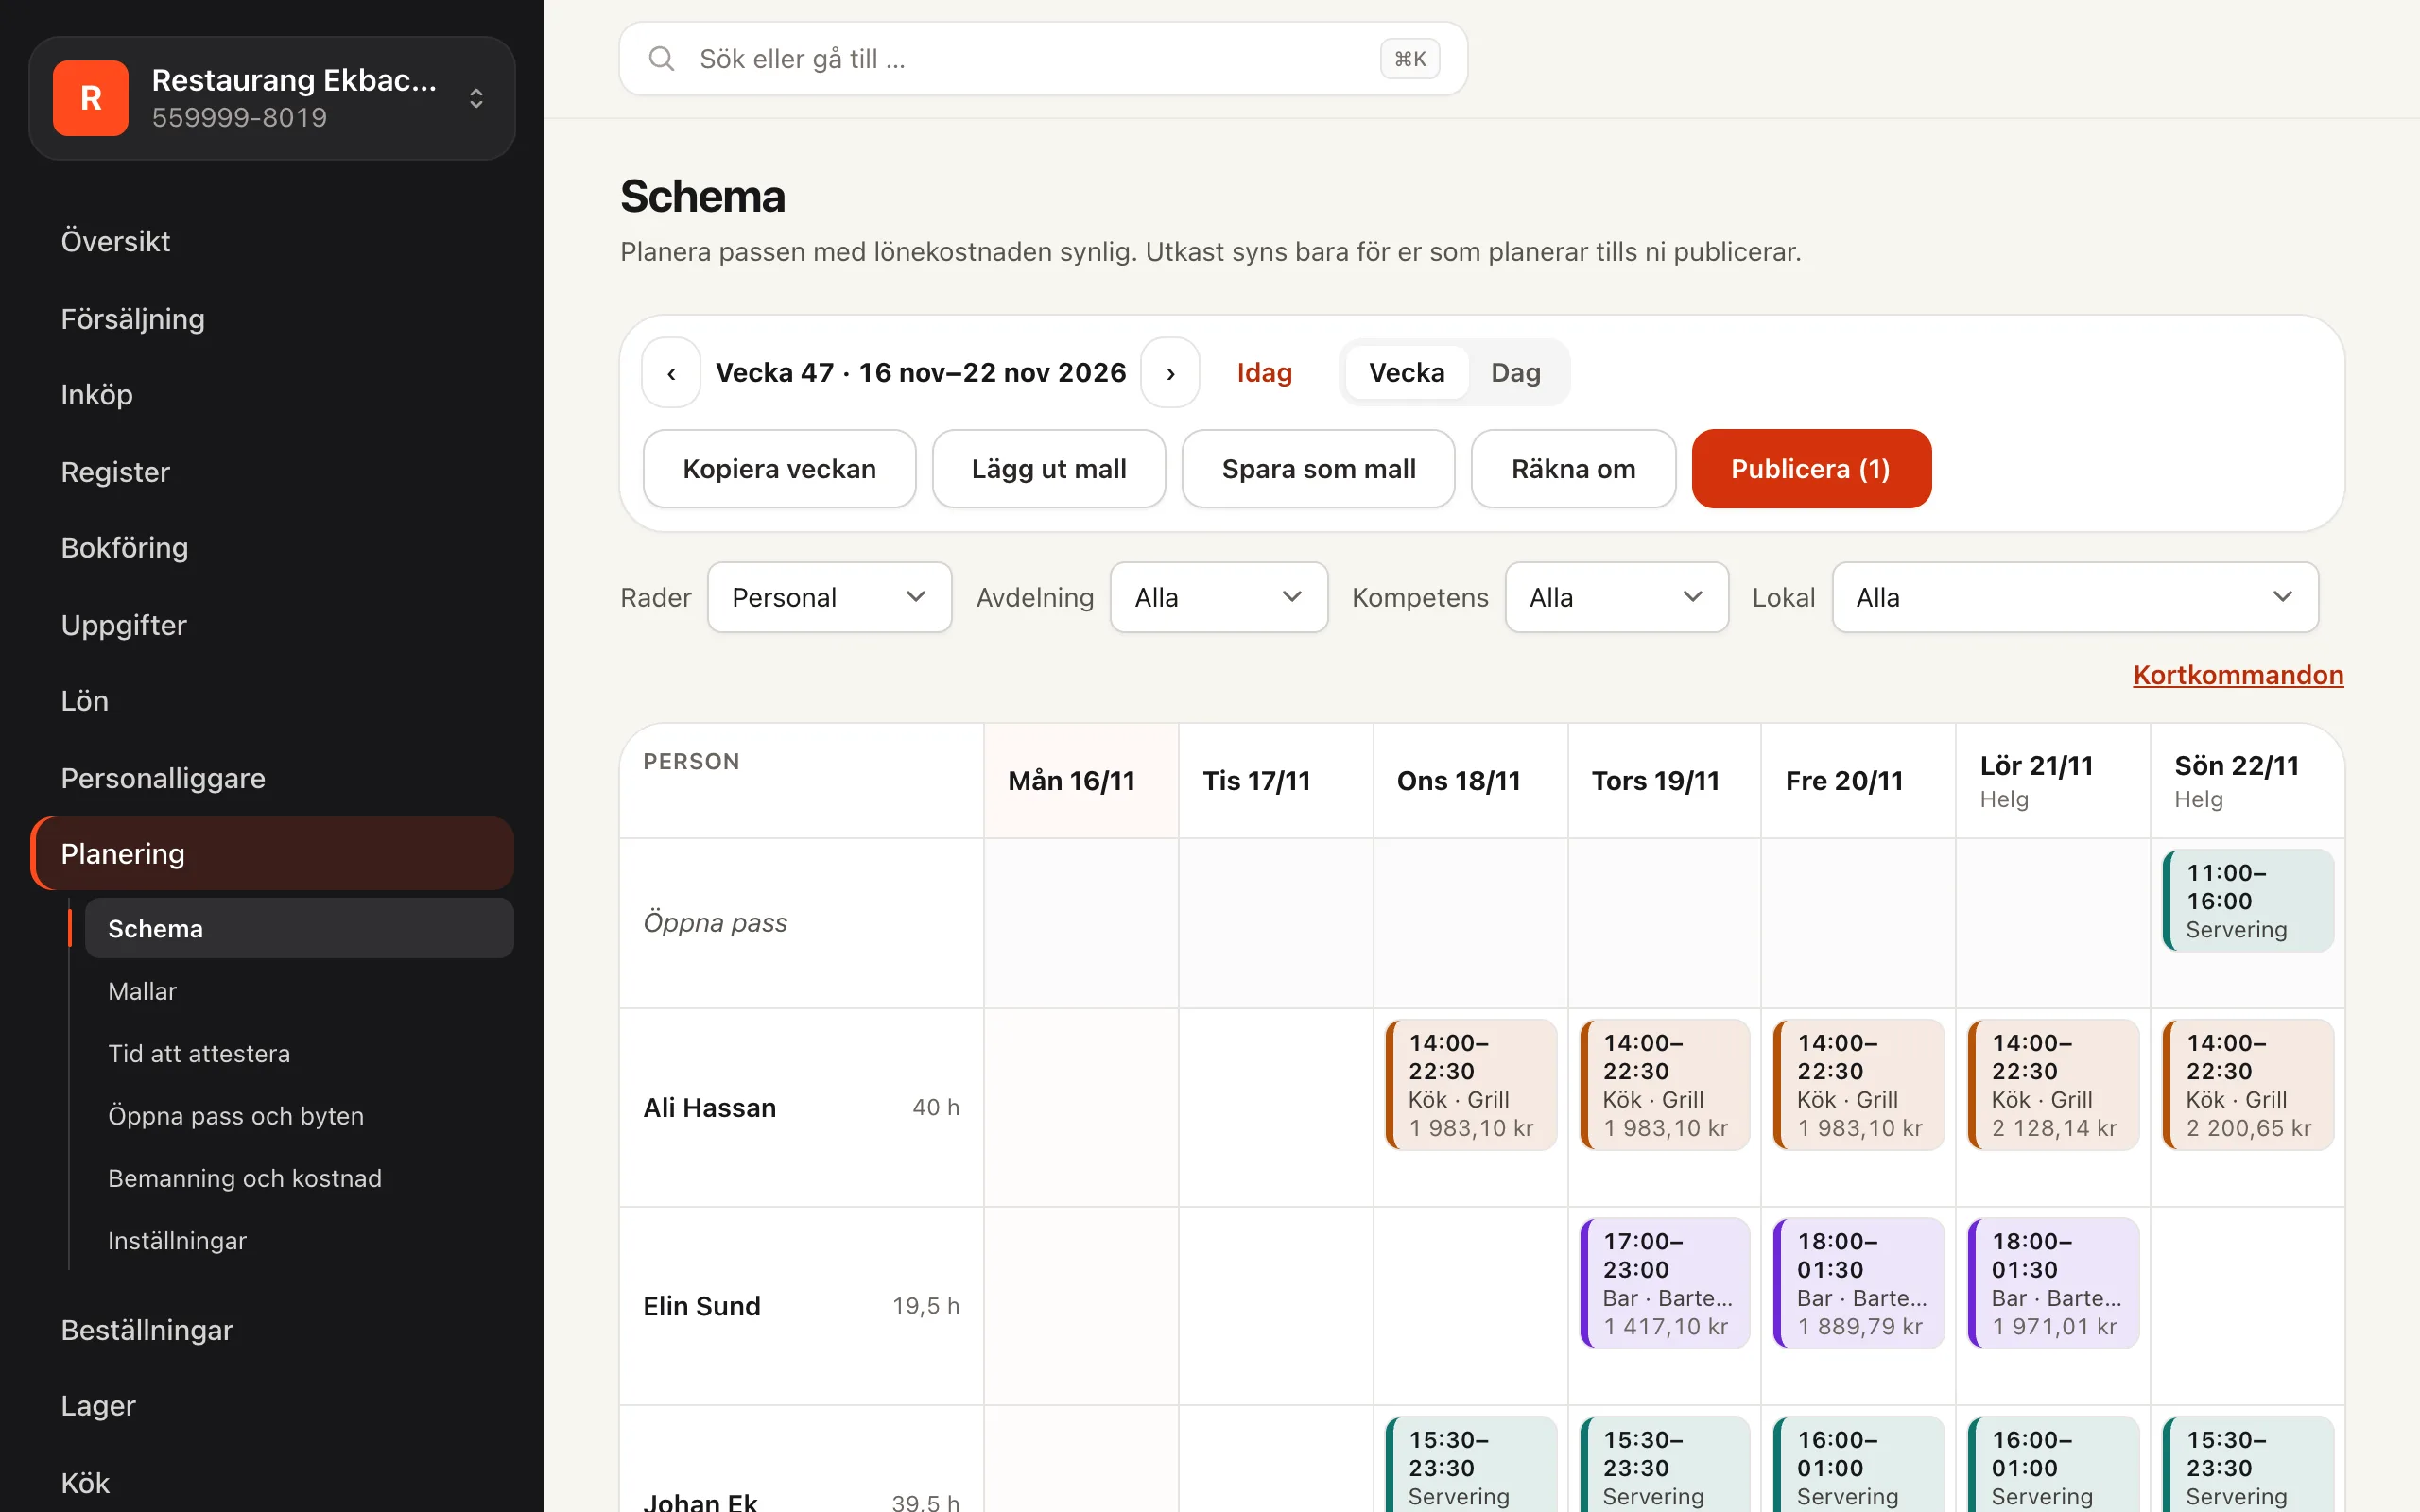 R
Restaurang Ekbac...
559999-8019
Översikt
Försäljning
Inköp
Register
Bokföring
Uppgifter
Lön
Personalliggare
Planering
Schema
Mallar
Tid att attestera
Öppna pass och byten
Bemanning och kostnad
Inställningar
Beställningar
Lager
Kök
Sök eller gå till ...
⌘K
Schema
Planera passen med lönekostnaden synlig. Utkast syns bara för er som planerar tills ni publicerar.
‹ Vecka 47 · 16 nov–22 nov 2026 › Idag Vecka Dag
Kopiera veckan Lägg ut mall Spara som mall Räkna om Publicera (1)
Rader Personal Avdelning Alla Kompetens Alla Lokal Alla
Kortkommandon
PERSON Mån 16/11 Tis 17/11 Ons 18/11 Tors 19/11 Fre 20/11 Lör 21/11 Sön 22/11
Helg Helg
Öppna pass
11:00–
16:00
Servering
Ali Hassan 40 h
14:00– 14:00– 14:00– 14:00– 14:00–
22:30 22:30 22:30 22:30 22:30
Kök · Grill Kök · Grill Kök · Grill Kök · Grill Kök · Grill
1 983,10 kr 1 983,10 kr 1 983,10 kr 2 128,14 kr 2 200,65 kr
Elin Sund 19,5 h
17:00– 18:00– 18:00–
23:00 01:30 01:30
Bar · Barte... Bar · Barte... Bar · Barte...
1 417,10 kr 1 889,79 kr 1 971,01 kr
Johan Ek 39,5 h
15:30– 15:30– 16:00– 16:00– 15:30–
23:30 23:30 01:00 01:00 23:30
Servering Servering Servering Servering Servering